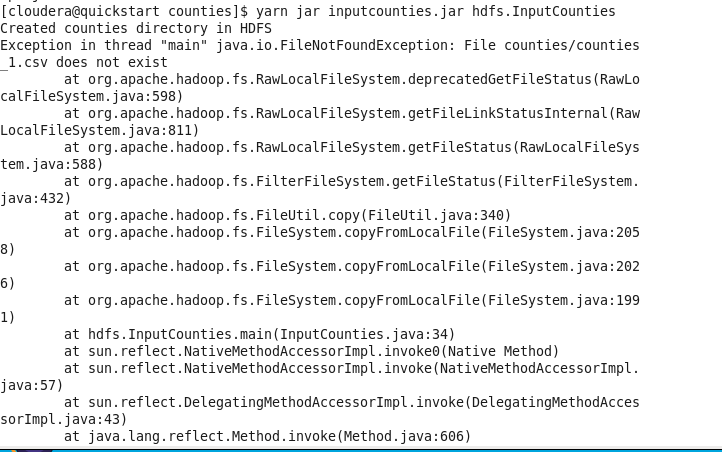 [cloudera@quickstart counties]$ yarn jar inputcounties.jar hdfs.InputCounties
Created counties directory in HDFS
Exception in thread "main" java.io.FileNotFoundException: File counties/counties
_1.csv does not exist
        at org.apache.hadoop.fs.RawLocalFileSystem.deprecatedGetFileStatus(RawLo
calFileSystem.java:598)
        at org.apache.hadoop.fs.RawLocalFileSystem.getFileLinkStatusInternal(Raw
LocalFileSystem.java:811)
        at org.apache.hadoop.fs.RawLocalFileSystem.getFileStatus(RawLocalFileSys
tem.java:588)
        at org.apache.hadoop.fs.FilterFileSystem.getFileStatus(FilterFileSystem.
java:432)
        at org.apache.hadoop.fs.FileUtil.copy(FileUtil.java:340)
        at org.apache.hadoop.fs.FileSystem.copyFromLocalFile(FileSystem.java:205
8)
        at org.apache.hadoop.fs.FileSystem.copyFromLocalFile(FileSystem.java:202
6)
        at org.apache.hadoop.fs.FileSystem.copyFromLocalFile(FileSystem.java:199
1)
        at hdfs.InputCounties.main(InputCounties.java:34)
        at sun.reflect.NativeMethodAccessorImpl.invoke0(Native Method)
        at sun.reflect.NativeMethodAccessorImpl.invoke(NativeMethodAccessorImpl.
java:57)
        at sun.reflect.DelegatingMethodAccessorImpl.invoke(DelegatingMethodAcces
sorImpl.java:43)
        at java.lang.reflect.Method.invoke(Method.java:606)